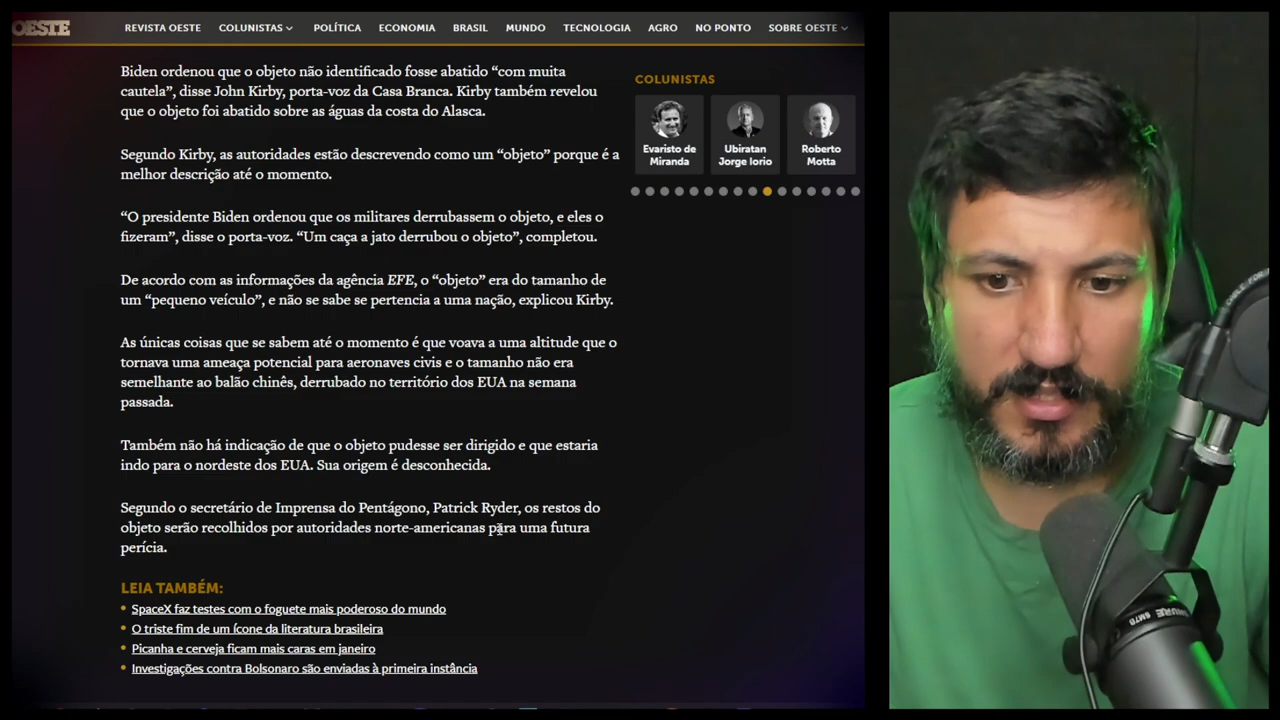 OESTE
REVISTA OESTE COLUNISTAS POLÍTICA ECONOMIA BRASIL MUNDO TECNOLOGIA AGRO NO PONTO SOBRE OESTE
Biden ordenou que o objeto não identificado fosse abatido “com muita
cautela”, disse John Kirby, porta-voz da Casa Branca. Kirby também revelou
que o objeto foi abatido sobre as águas da costa do Alasca.
Segundo Kirby, as autoridades estão descrevendo como um “objeto” porque é a
melhor descrição até o momento.
“O presidente Biden ordenou que os militares derrubassem o objeto, e eles o
fizeram”, disse o porta-voz. “Um caça a jato derrubou o objeto”, completou.
De acordo com as informações da agência EFE, o “objeto” era do tamanho de
um “pequeno veículo”, e não se sabe se pertencia a uma nação, explicou Kirby.
As únicas coisas que se sabem até o momento é que voava a uma altitude que o
tornava uma ameaça potencial para aeronaves civis e o tamanho não era
semelhante ao balão chinês, derrubado no território dos EUA na semana
passada.
Também não há indicação de que o objeto pudesse ser dirigido e que estaria
indo para o nordeste dos EUA. Sua origem é desconhecida.
Segundo o secretário de Imprensa do Pentágono, Patrick Ryder, os restos do
objeto serão recolhidos por autoridades norte-americanas para uma futura
perícia.
LEIA TAMBÉM:
SpaceX faz testes com o foguete mais poderoso do mundo
O triste fim de um ícone da literatura brasileira
Picanha e cerveja ficam mais caras em janeiro
Investigações contra Bolsonaro são enviadas à primeira instância
COLUNISTAS
Evaristo de
Miranda
Ubiratan
Jorge Iorio
Roberto
Motta
SHURE
SM7B